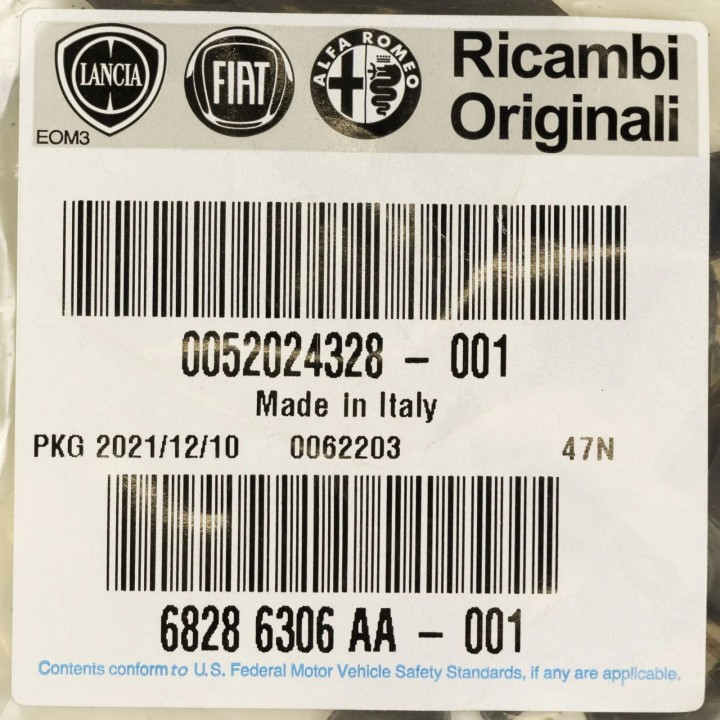 LANCIA FIAT ALFA ROMEO Ricambi
Originali
EOM3
0052024328 - 001
Made in Italy
PKG 2021/12/10 0062203 47N
6828 6306 AA - 001
Contents conform to U.S. Federal Motor Vehicle Safety Standards, if any are applicable.